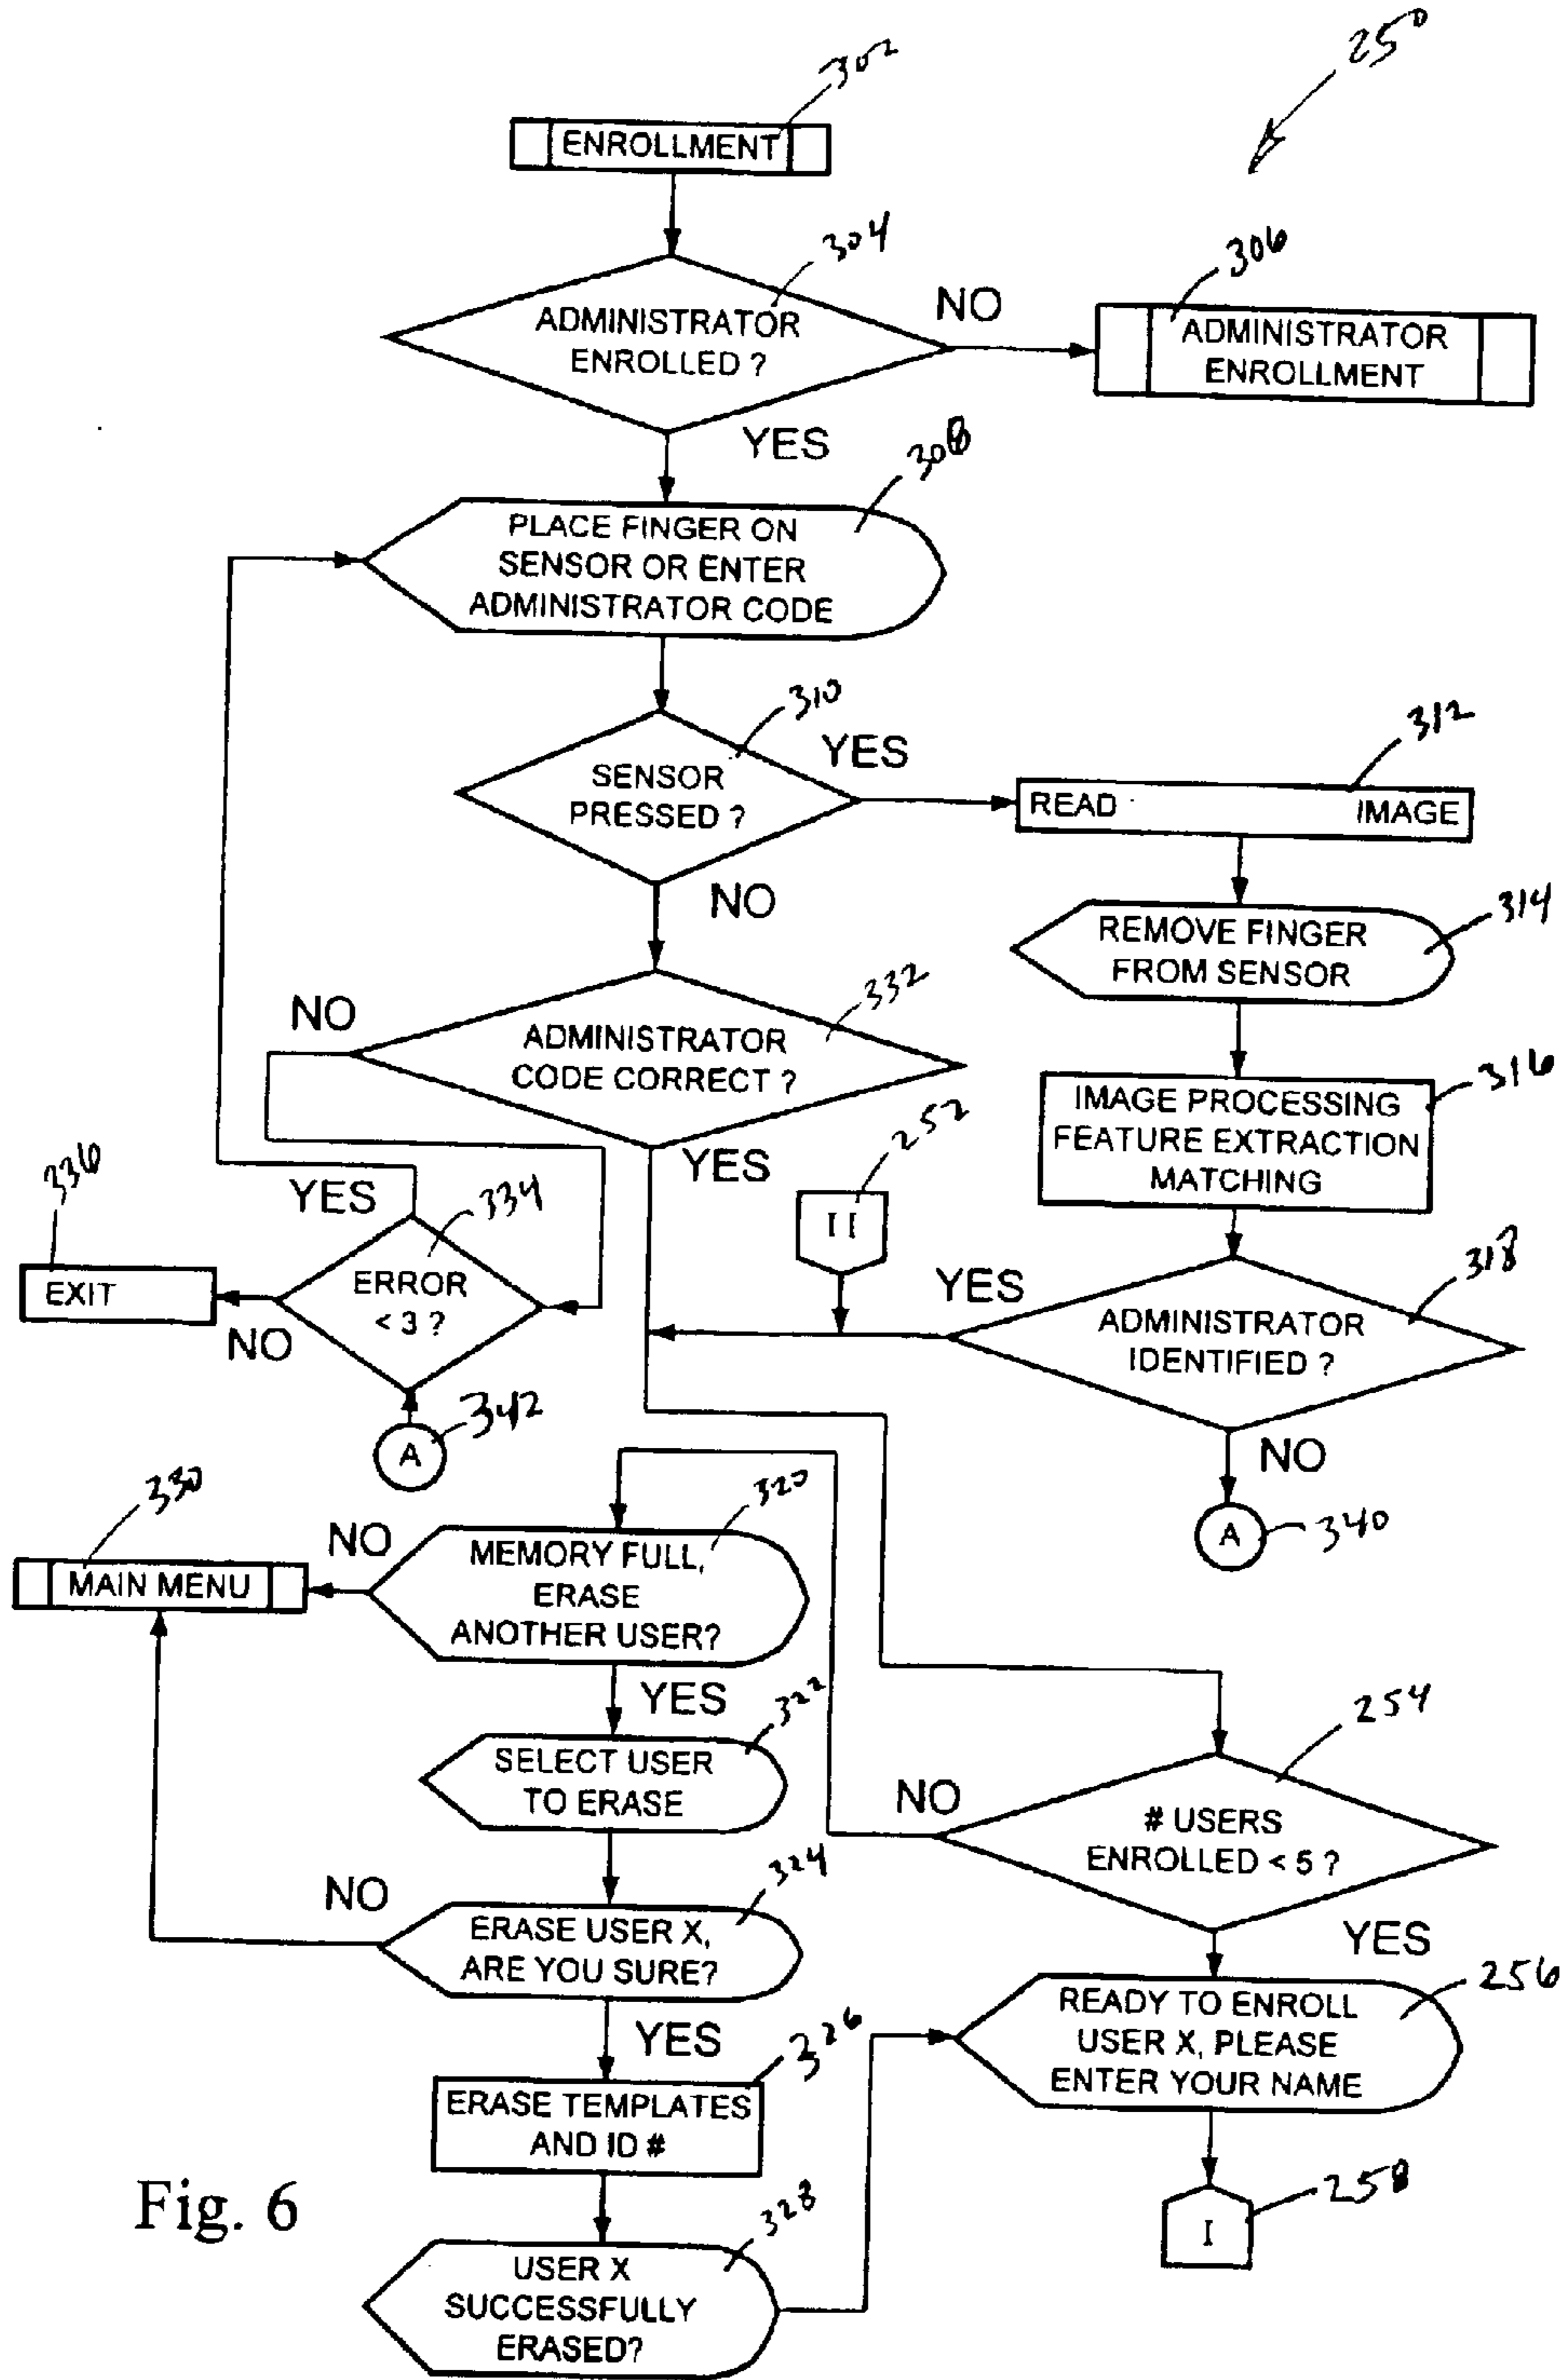 302
250
ENROLLMENT
304
306
ADMINISTRATOR
ENROLLED ?
NO
ADMINISTRATOR
ENROLLMENT
YES
308
PLACE FINGER ON
SENSOR OR ENTER
ADMINISTRATOR CODE
310
312
SENSOR
PRESSED ?
YES
READ IMAGE
NO
314
REMOVE FINGER
FROM SENSOR
332
NO
ADMINISTRATOR
CODE CORRECT ?
316
IMAGE PROCESSING
FEATURE EXTRACTION
MATCHING
252
YES
II
336
YES
334
318
EXIT
ERROR
< 3 ?
NO
YES
ADMINISTRATOR
IDENTIFIED ?
342
A
NO
340
A
330
320
NO
MAIN MENU
MEMORY FULL,
ERASE
ANOTHER USER?
YES
322
254
SELECT USER
TO ERASE
NO
# USERS
ENROLLED < 5 ?
324
NO
ERASE USER X,
ARE YOU SURE?
YES
256
READY TO ENROLL
USER X, PLEASE
ENTER YOUR NAME
YES
326
ERASE TEMPLATES
AND ID #
258
I
Fig. 6
328
USER X
SUCCESSFULLY
ERASED?